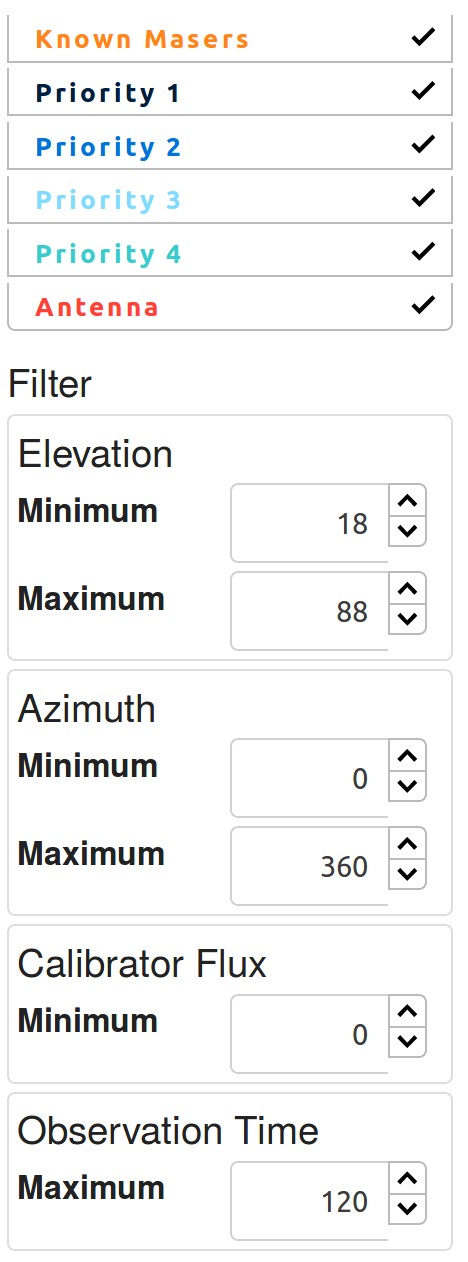 Known Masers
Priority 1
Priority 2
Priority 3
Priority 4
Antenna
Filter
Elevation
Minimum 18
Maximum 88
Azimuth
Minimum 0
Maximum 360
Calibrator Flux
Minimum 0
Observation Time
Maximum 120